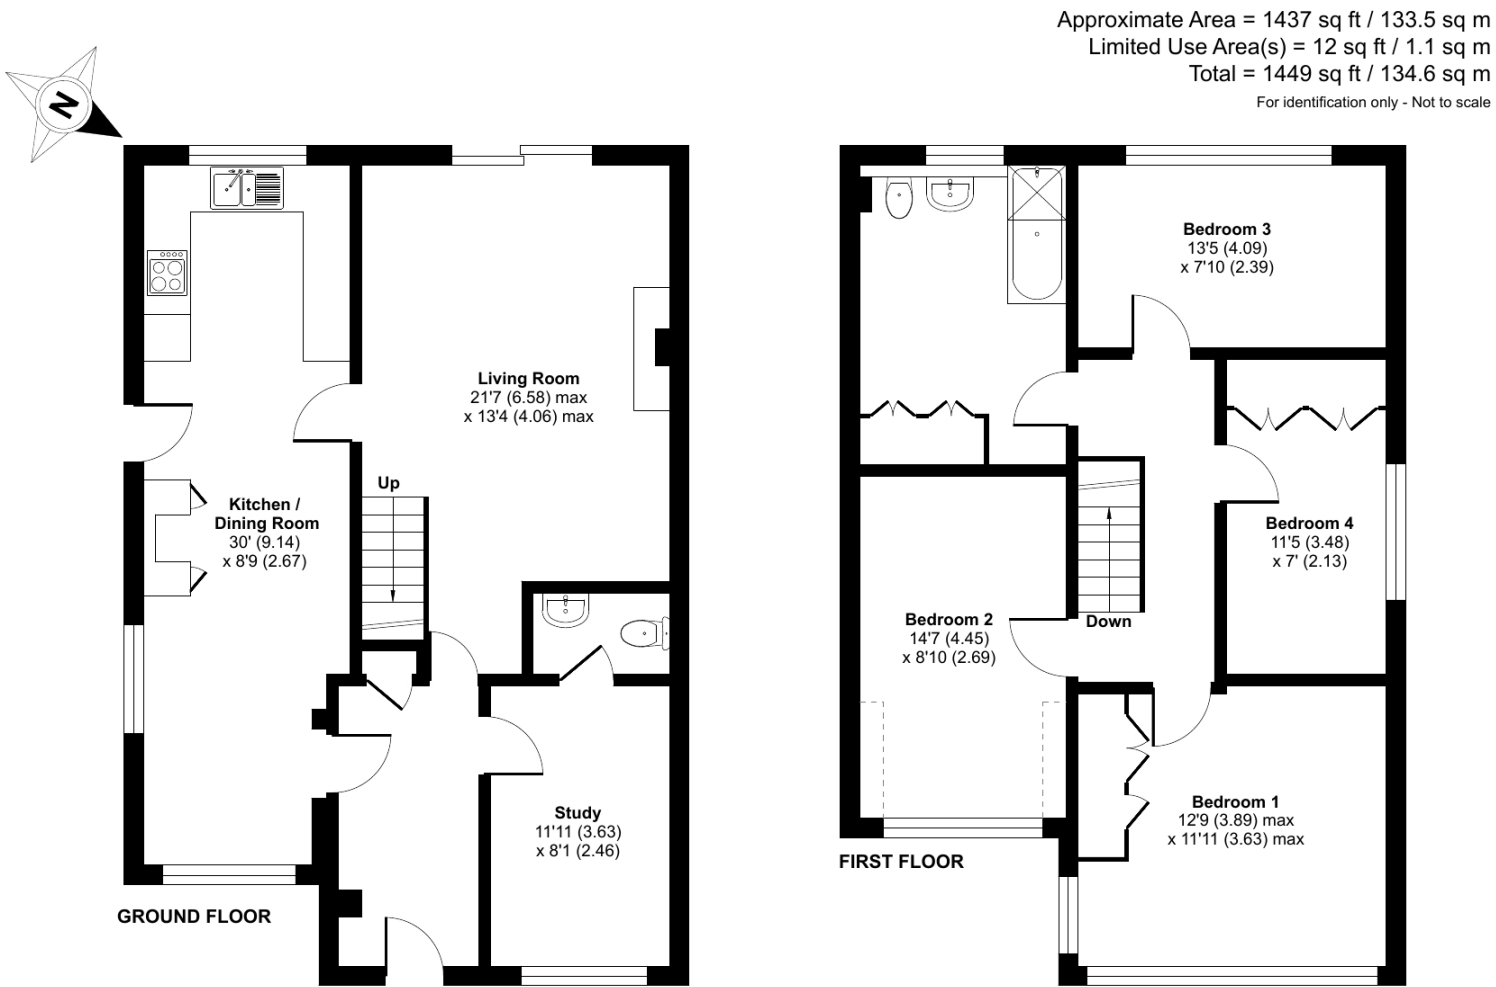 Approximate Area = 1437 sq ft / 133.5 sq m
Limited Use Area(s) = 12 sq ft / 1.1 sq m
Total = 1449 sq ft / 134.6 sq m
For identification only - Not to scale
N
Living Room
21'7 (6.58) max
x 13'4 (4.06) max
Up
Kitchen /
Dining Room
30' (9.14)
x 8'9 (2.67)
Study
11'11 (3.63)
x 8'1 (2.46)
GROUND FLOOR
Bedroom 3
13'5 (4.09)
x 7'10 (2.39)
Bedroom 4
11'5 (3.48)
x 7' (2.13)
Bedroom 2
14'7 (4.45)
x 8'10 (2.69)
Down
Bedroom 1
12'9 (3.89) max
x 11'11 (3.63) max
FIRST FLOOR